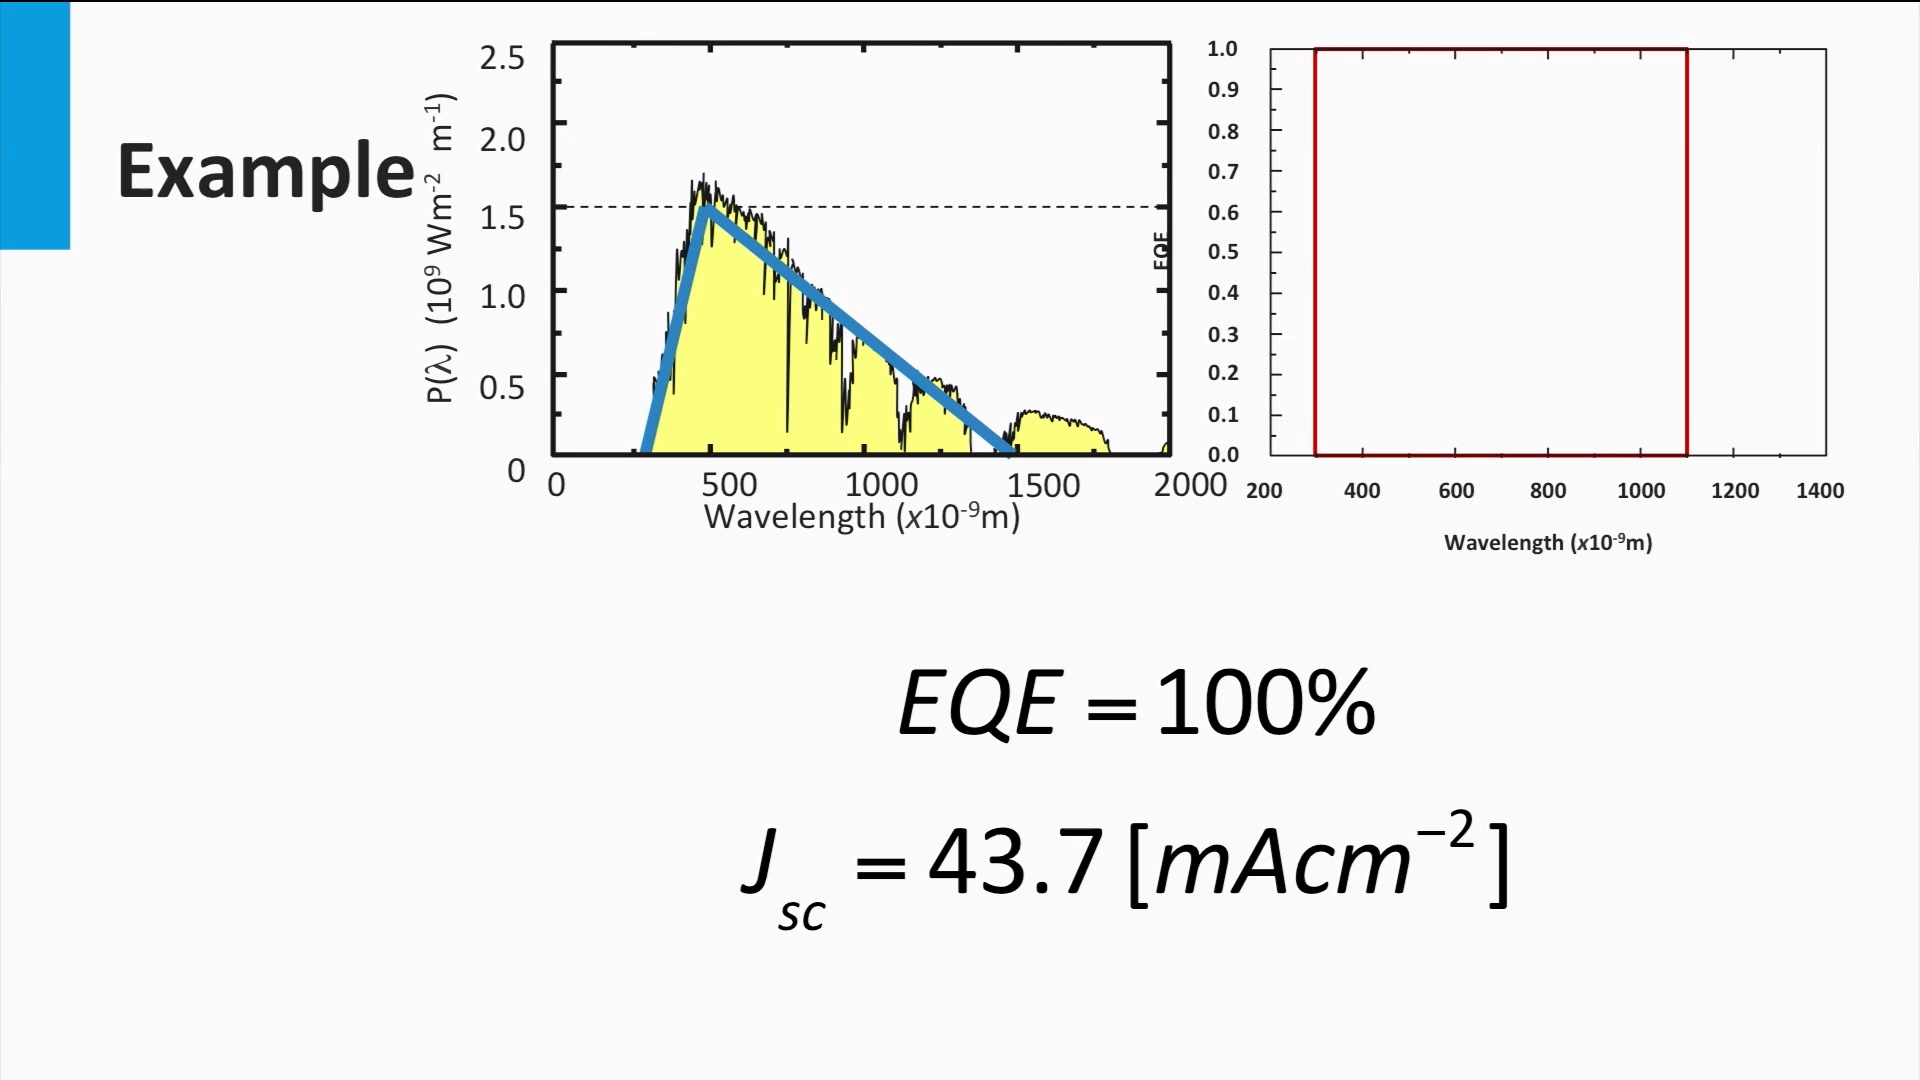 Example
P(λ) (10⁹ Wm⁻² m⁻¹)
2.5
2.0
1.5
1.0
0.5
0
0 500 1000 1500 2000
Wavelength (x10⁻⁹m)
EQE
1.0
0.9
0.8
0.7
0.6
0.5
0.4
0.3
0.2
0.1
0.0
200 400 600 800 1000 1200 1400
Wavelength (x10⁻⁹m)
EQE = 100%
J_sc = 43.7 [mAcm⁻²]